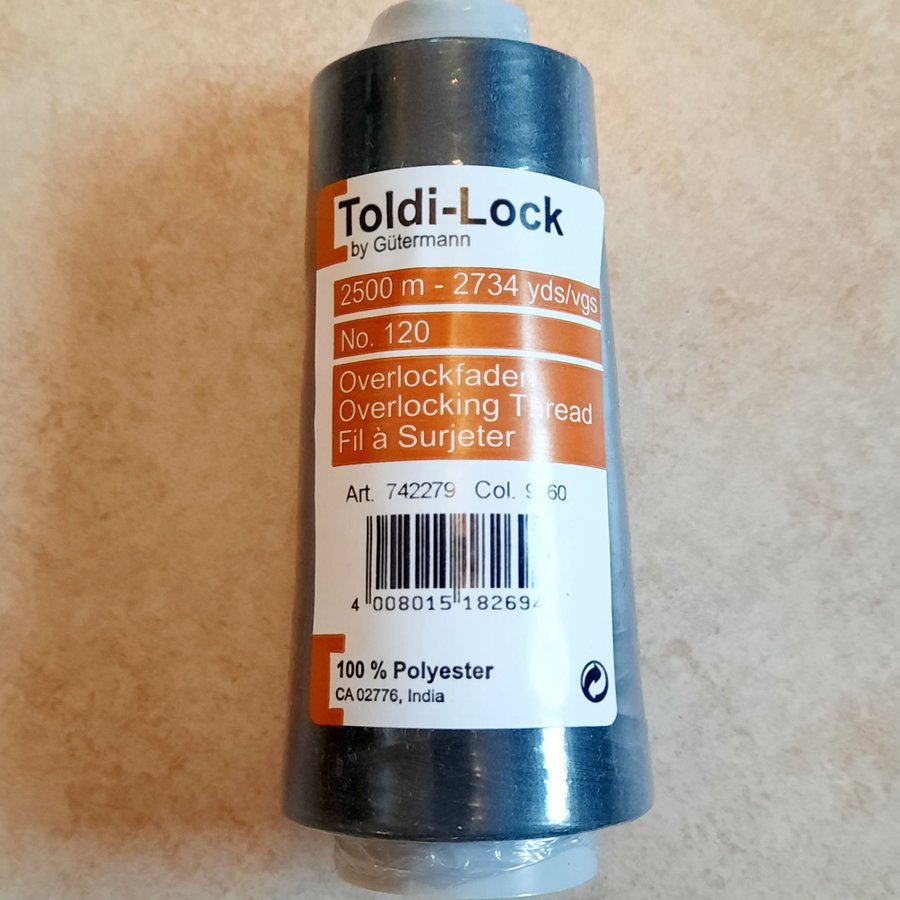 Toldi-Lock
by Gütermann
2500 m - 2734 yds/vgs
No. 120
Overlockfaden
Overlocking Thread
Fil à Surjeter
Art. 742279 Col.
4 008015 182694
100 % Polyester
CA 02776, India